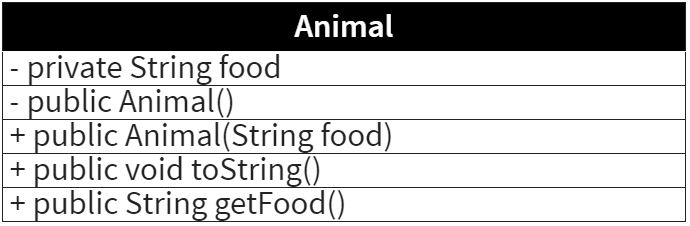 Animal
- private String food
- public Animal()
+ public Animal(String food)
+ public void toString()
+ public String getFood()